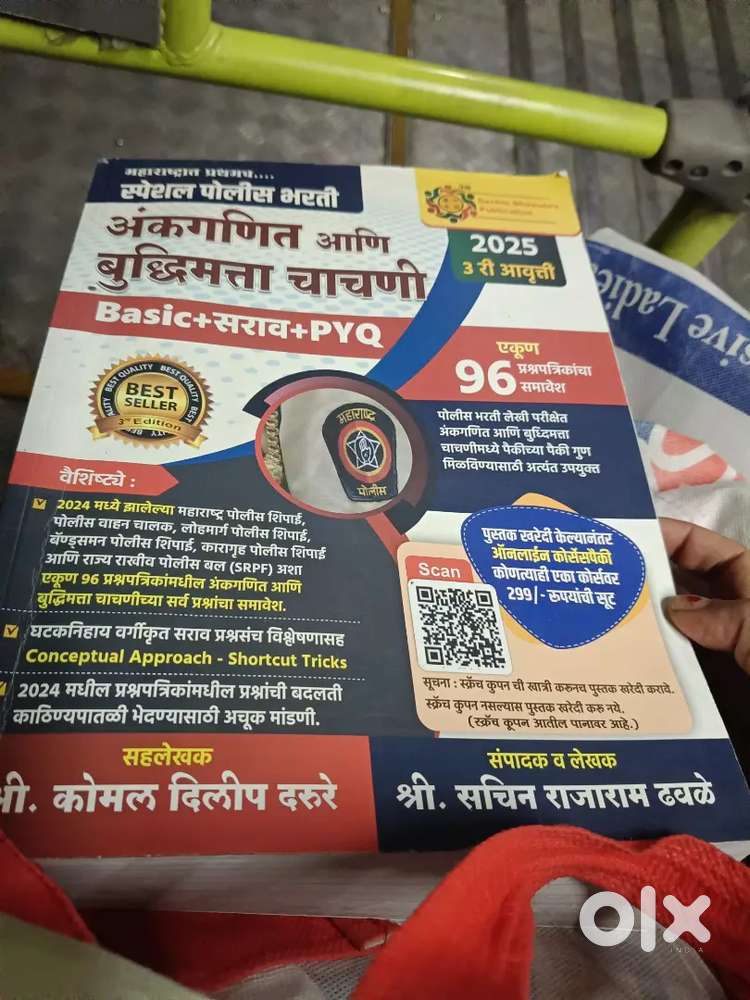 महाराष्ट्रात प्रथमच....
स्पेशल पोलीस भरती
अंकगणित आणि
बुद्धिमत्ता चाचणी
Basic+सराव+PYQ
Publication
2025
3 री आवृत्ती
एकूण
96 प्रश्नपत्रिकांचा
समावेश
BEST QUALITY
BEST
SELLER
3rd Edition
महाराष्ट्र
पोलीस
पोलीस भरती लेखी परीक्षेत
अंकगणित आणि बुध्दिमत्ता
चाचणीमध्ये पैकीच्या पैकी गुण
मिळविण्यासाठी अत्यंत उपयुक्त
वैशिष्ट्ये :
2024 मध्ये झालेल्या महाराष्ट्र पोलीस शिपाई,
पोलीस वाहन चालक, लोहमार्ग पोलीस शिपाई,
बॅण्ड्समन पोलीस शिपाई, कारागृह पोलीस शिपाई
आणि राज्य राखीव पोलीस बल (SRPF) अशा
एकूण 96 प्रश्नपत्रिकांमधील अंकगणित आणि
बुद्धिमत्ता चाचणीच्या सर्व प्रश्नांचा समावेश.
घटकनिहाय वर्गीकृत सराव प्रश्नसंच विश्लेषणासह
Conceptual Approach - Shortcut Tricks
2024 मधील प्रश्नपत्रिकांमधील प्रश्नांची बदलती
काठिण्यपातळी भेदण्यासाठी अचूक मांडणी.
पुस्तक खरेदी केल्यानंतर
ऑनलाईन कोर्सेसपैकी
कोणत्याही एका कोर्सवर
299/- रूपयांची सूट
Scan
सूचना : स्क्रॅच कुपन ची खात्री करूनच पुस्तक खरेदी करावे.
स्क्रॅच कुपन नसल्यास पुस्तक खरेदी करू नये.
(स्क्रॅच कूपन आतील पानावर आहे.)
सहलेखक
श्री. कोमल दिलीप दरुरे
संपादक व लेखक
श्री. सचिन राजाराम ढवळे
sive Ladies
olx
INDIA